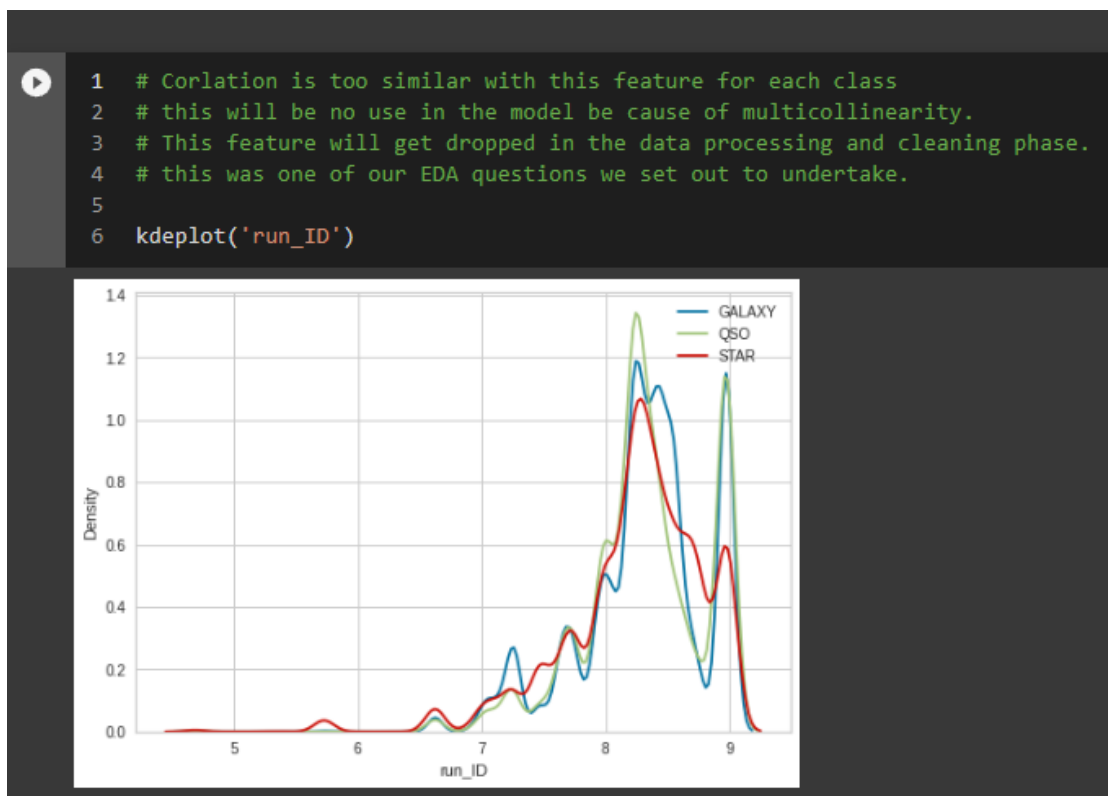 1 # Corlation is too similar with this feature for each class
2 # this will be no use in the model be cause of multicollinearity.
3 # This feature will get dropped in the data processing and cleaning phase.
4 # this was one of our EDA questions we set out to undertake.
5
6 kdeplot('run_ID')
1.4
GALAXY
QSO
1.2
STAR
1.0
0.8
Density
0.6
0.4
0.2
0.0
5 6 7 8 9
run_ID